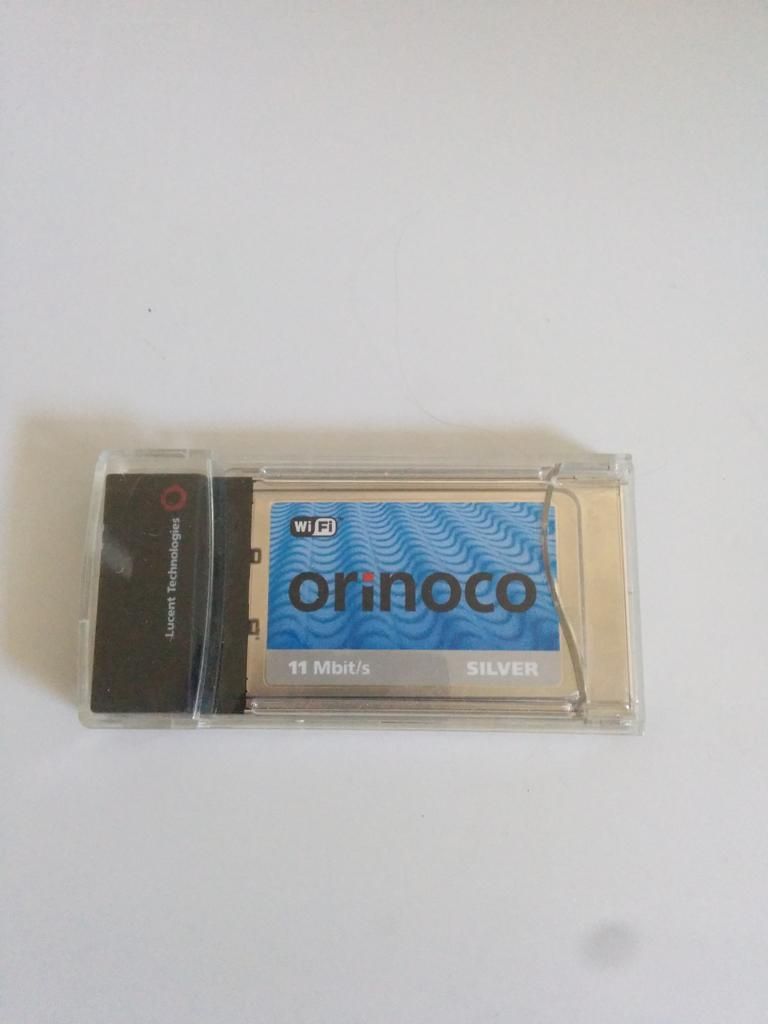 Lucent Technologies
Wi Fi
orinoco
11 Mbit/s SILVER